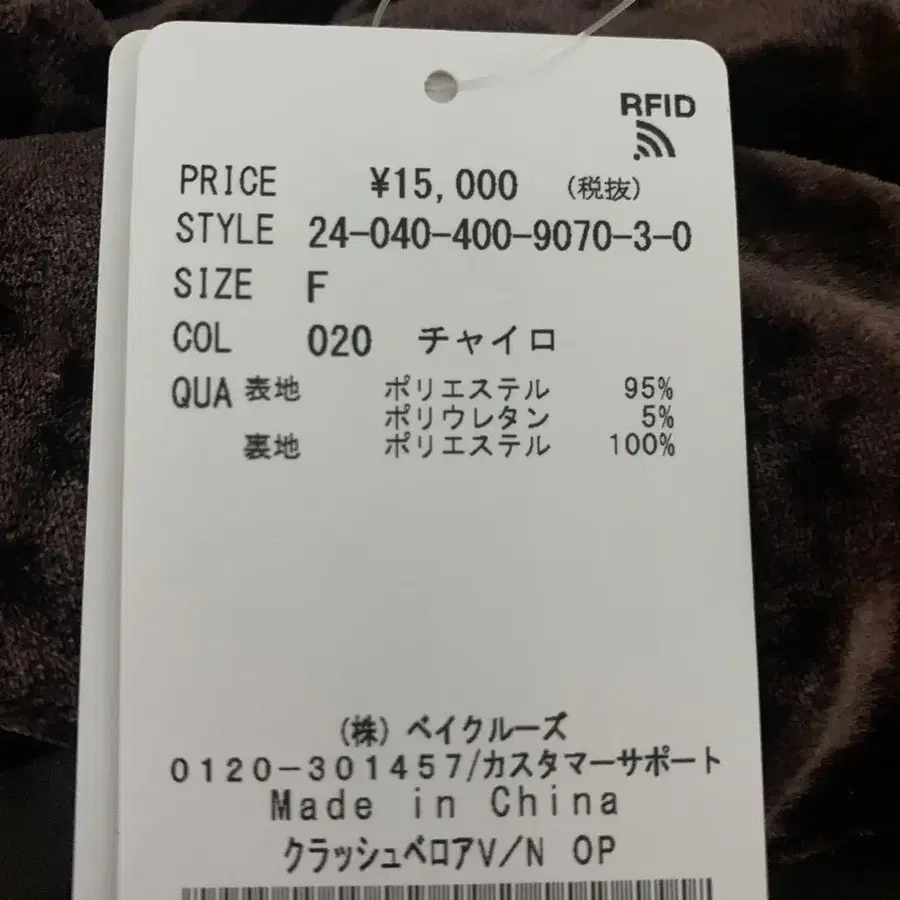 RFID
PRICE ¥15,000 (税抜)
STYLE 24-040-400-9070-3-0
SIZE F
COL 020 チャイロ
QUA 表地 ポリエステル 95%
ポリウレタン 5%
裏地 ポリエステル 100%
(株)ベイクルーズ
0120-301457/カスタマーサポート
Made in China
クラッシュベロアV/N OP